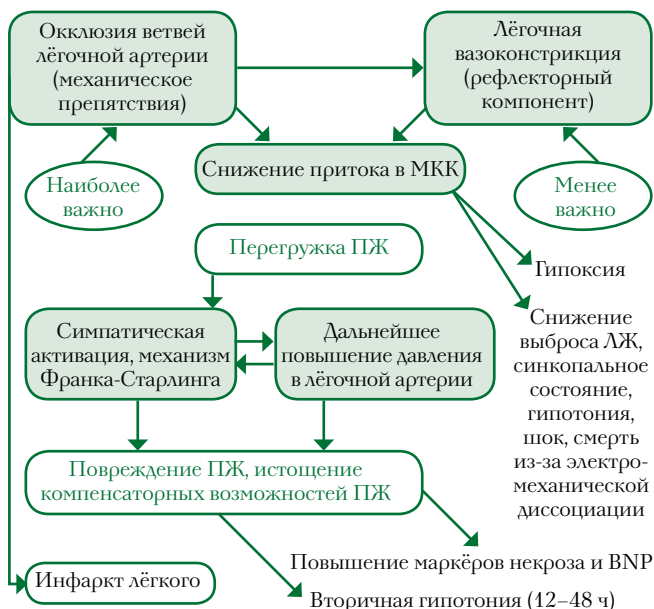 Окклюзия ветвей
лёгочной артерии
(механическое
препятствия)
Лёгочная
вазоконстрикция
(рефлекторный
компонент)
Наиболее
важно
Снижение притока в МКК
Менее
важно
Перегрузка ПЖ
Гипоксия
Симпатическая
активация, механизм
Франка-Старлинга
Дальнейшее
повышение давления
в лёгочной артерии
Снижение
выброса ЛЖ,
синкопальное
состояние,
гипотония,
шок, смерть
из-за электро-
механической
диссоциации
Повреждение ПЖ, истощение
компенсаторных возможностей ПЖ
Повышение маркёров некроза и BNP
Инфаркт лёгкого
Вторичная гипотония (12–48 ч)